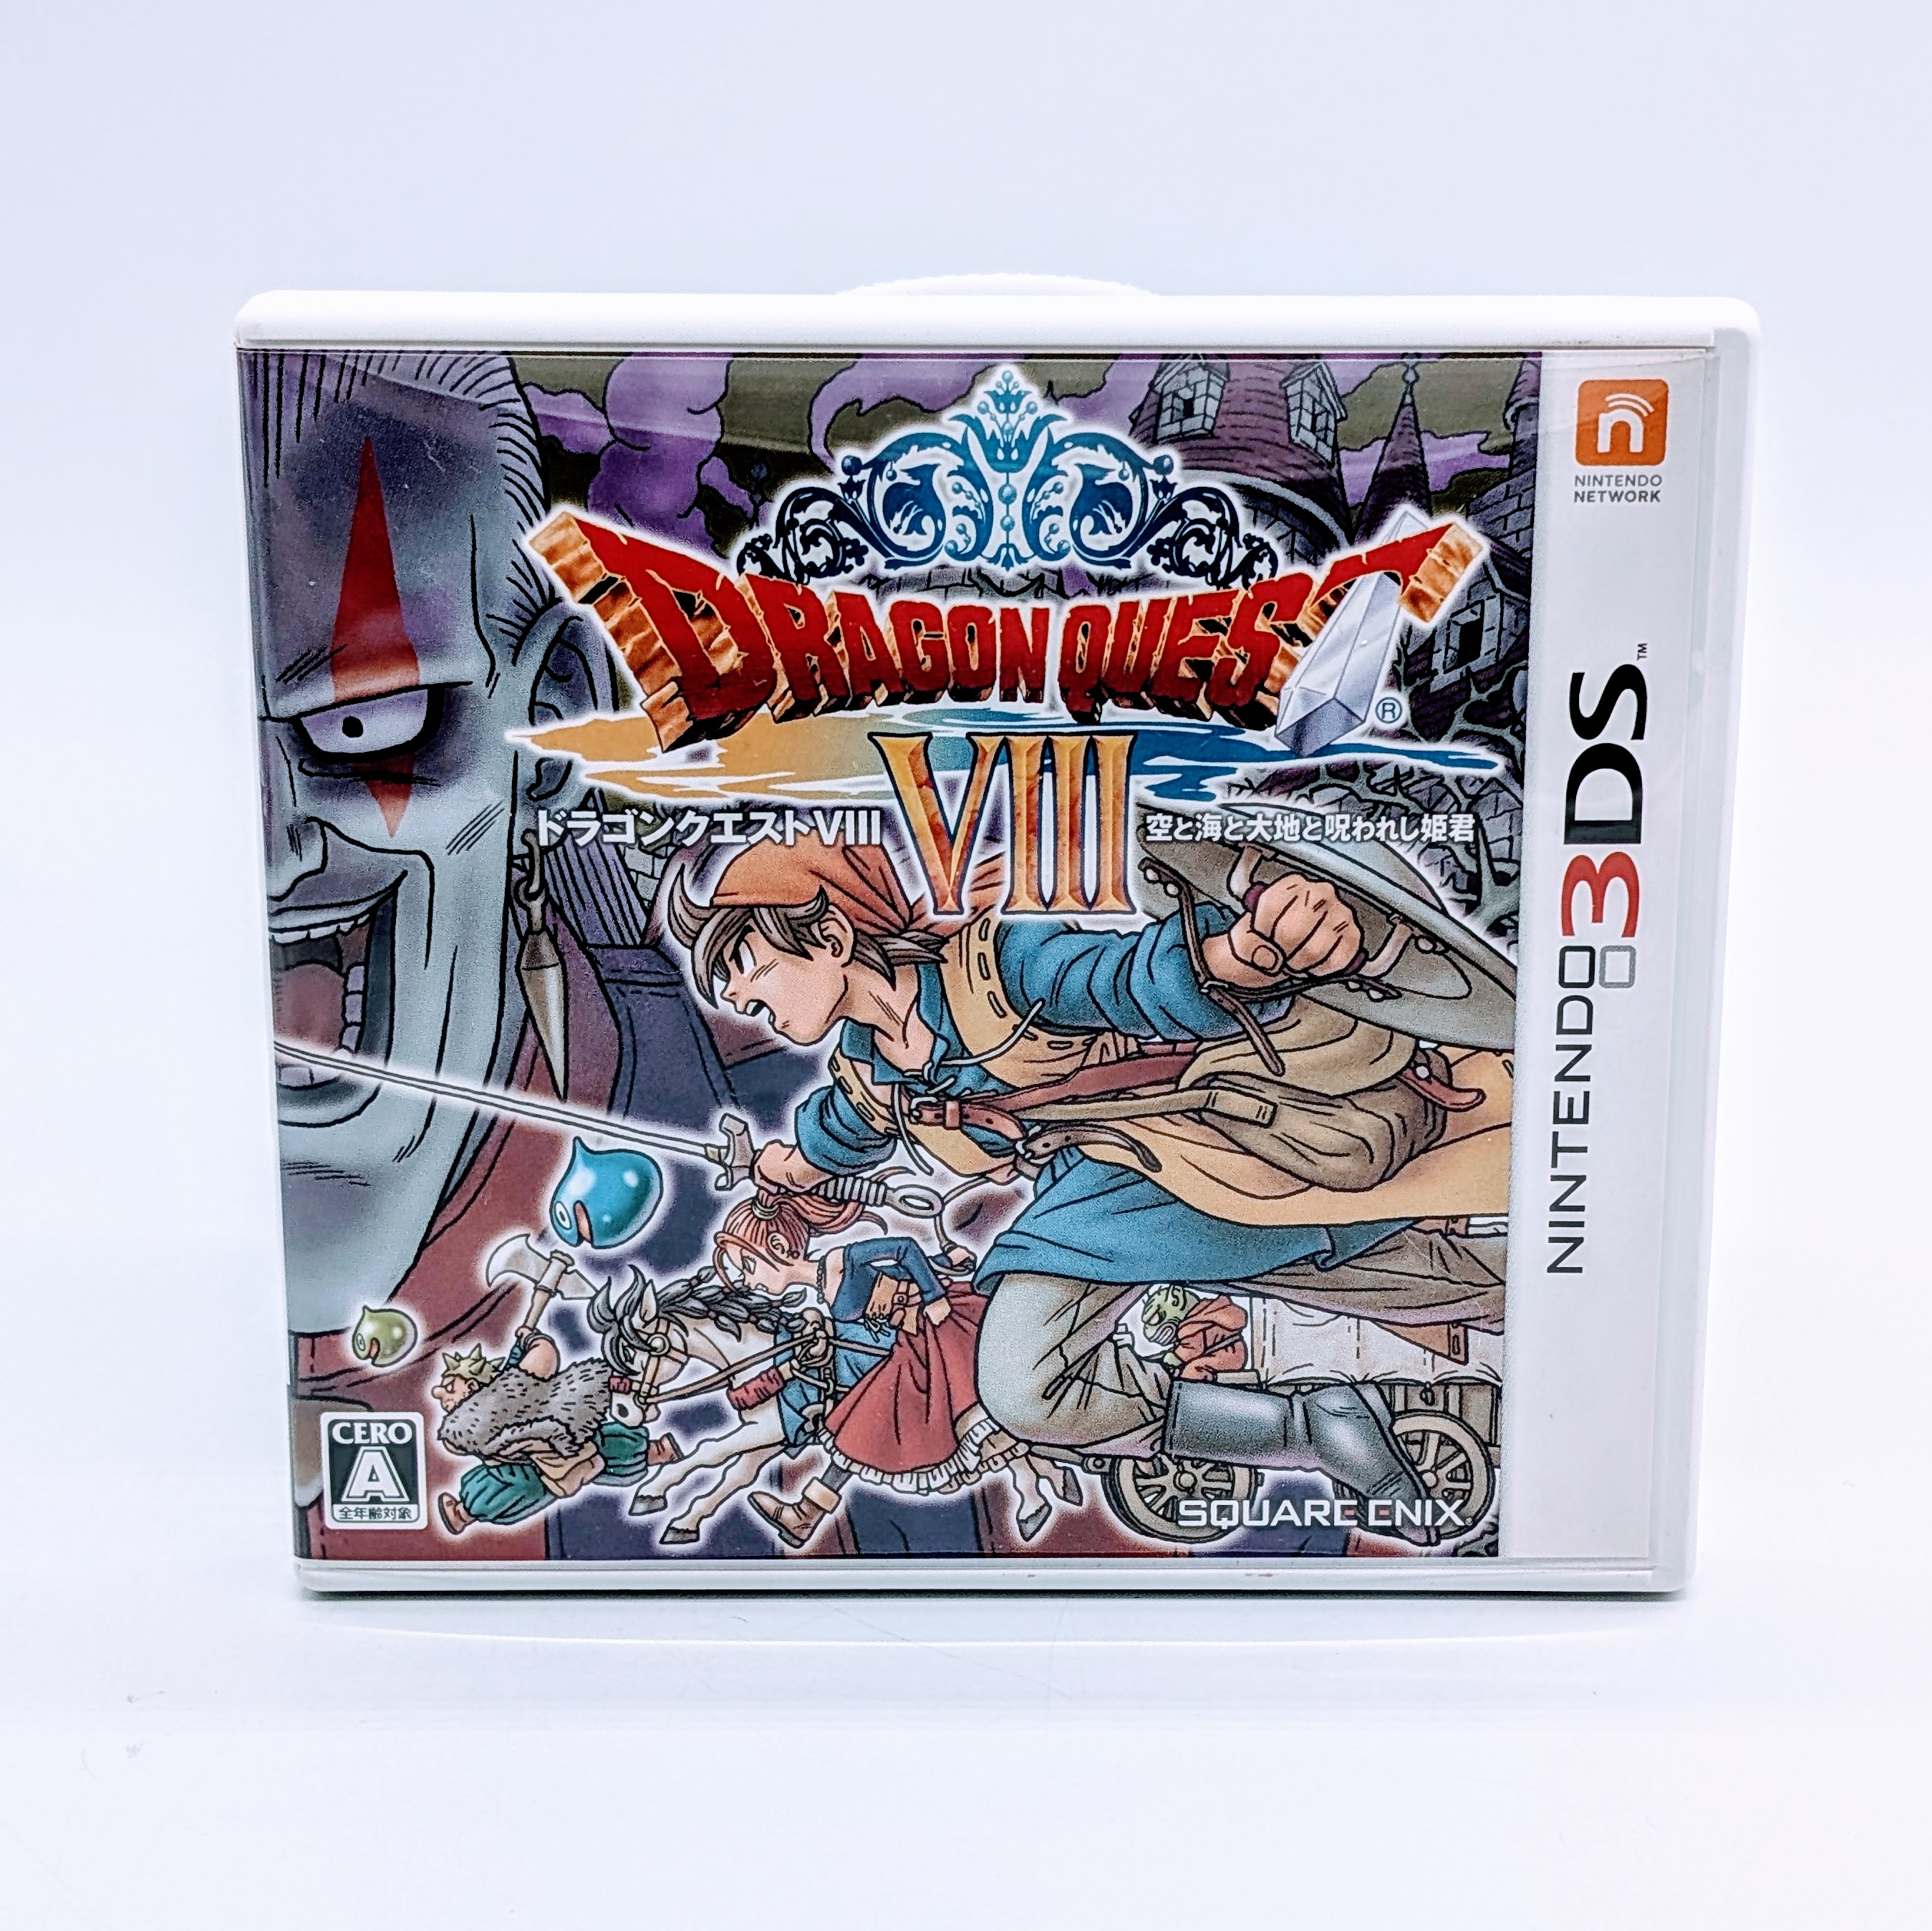 NINTENDO
NETWORK
DRAGON QUEST
®
VIII
ドラゴンクエストVIII
空と海と大地と呪われし姫君
NINTENDO 3DS™
CERO
A
全年齢対象
SQUARE ENIX